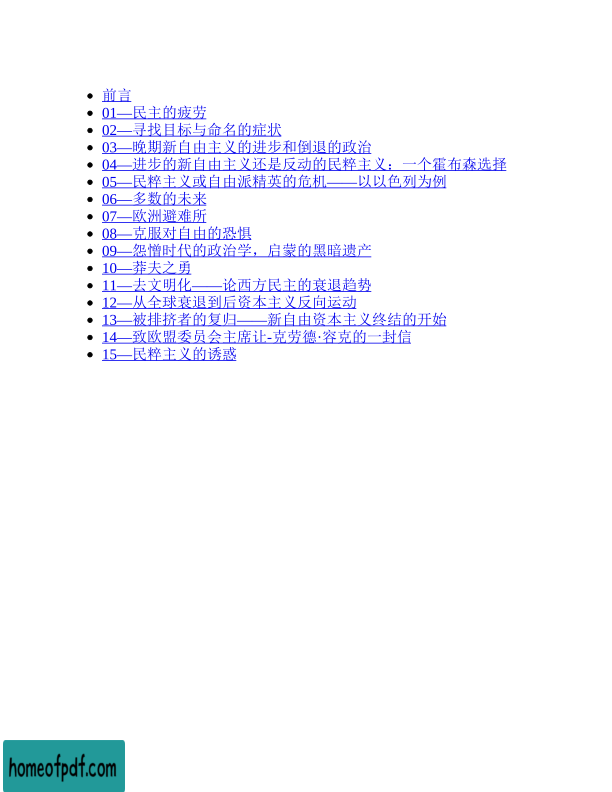 前言
01—民主的疲劳
02—寻找目标与命名的症状
03—晚期新自由主义的进步和倒退的政治
04—进步的新自由主义还是反动的民粹主义：一个霍布森选择
05—民粹主义或自由派精英的危机——以以色列为例
06—多数的未来
07—欧洲避难所
08—克服对自由的恐惧
09—怨憎时代的政治学，启蒙的黑暗遗产
10—莽夫之勇
11—去文明化——论西方民主的衰退趋势
12—从全球衰退到后资本主义反向运动
13—被排挤者的复归——新自由资本主义终结的开始
14—致欧盟委员会主席让-克劳德·容克的一封信
15—民粹主义的诱惑
homeofpdf.com